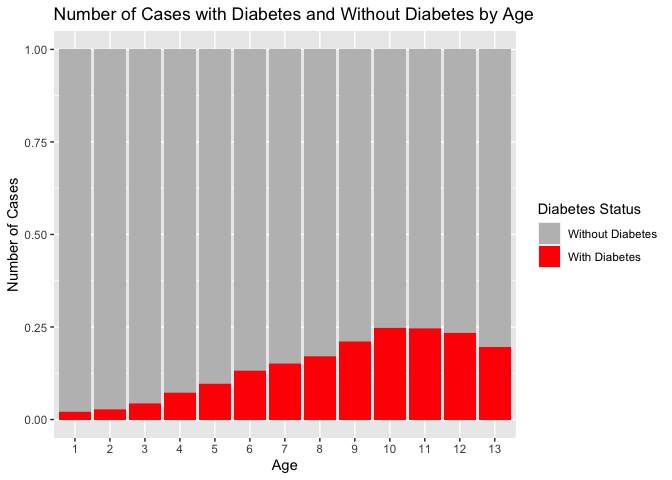 Number of Cases with Diabetes and Without Diabetes by Age
1.00
0.75
0.50
0.25
0.00
Number of Cases
1 2 3 4 5 6 7 8 9 10 11 12 13
Age
Diabetes Status
Without Diabetes
With Diabetes